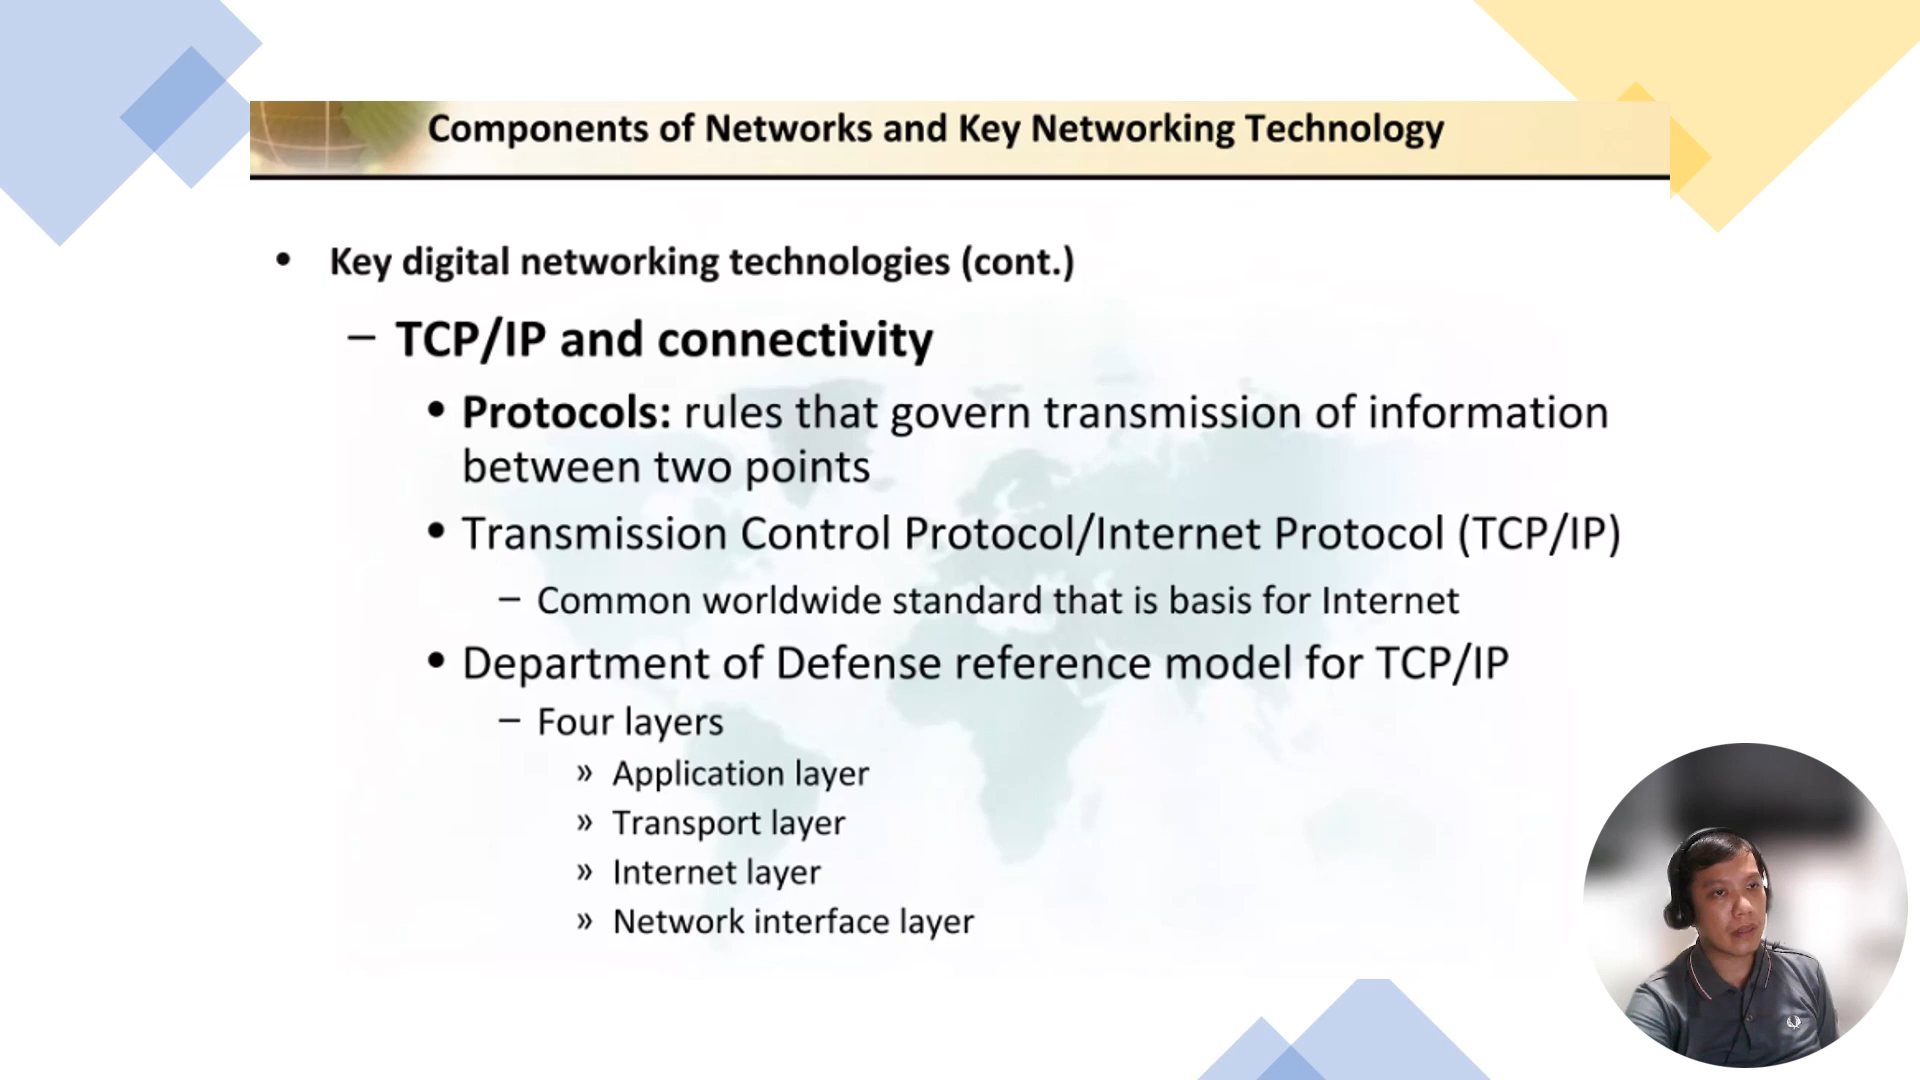 Components of Networks and Key Networking Technology
• Key digital networking technologies (cont.)
– TCP/IP and connectivity
• Protocols: rules that govern transmission of information
between two points
• Transmission Control Protocol/Internet Protocol (TCP/IP)
– Common worldwide standard that is basis for Internet
• Department of Defense reference model for TCP/IP
– Four layers
» Application layer
» Transport layer
» Internet layer
» Network interface layer